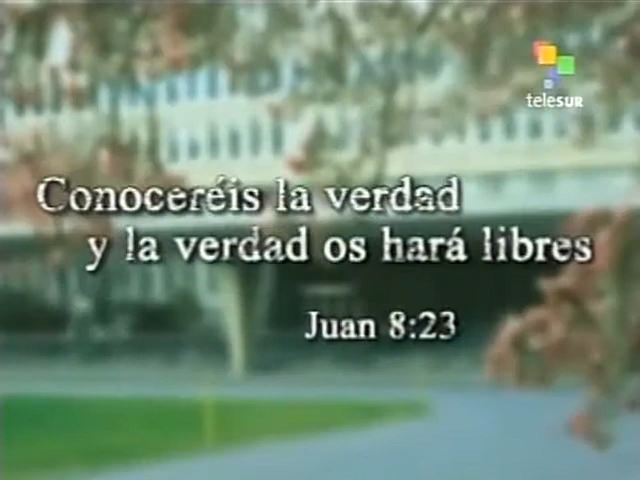 teleSUR
Conoceréis la verdad
y la verdad os hará libres
Juan 8:23